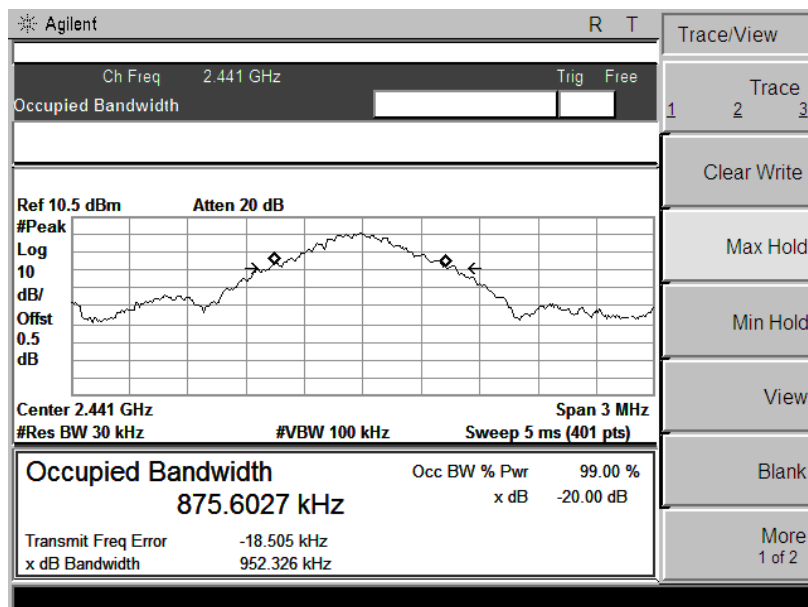 Agilent R T
Trace/View
Ch Freq 2.441 GHz Trig Free
Occupied Bandwidth
Trace
1 2 3
Clear Write
Ref 10.5 dBm Atten 20 dB
#Peak
Log
10
dB/
Offst
0.5
dB
Max Hold
Min Hold
Center 2.441 GHz Span 3 MHz
#Res BW 30 kHz #VBW 100 kHz Sweep 5 ms (401 pts)
View
Occupied Bandwidth Occ BW % Pwr 99.00 %
875.6027 kHz x dB -20.00 dB
Blank
Transmit Freq Error -18.505 kHz
x dB Bandwidth 952.326 kHz
More
1 of 2